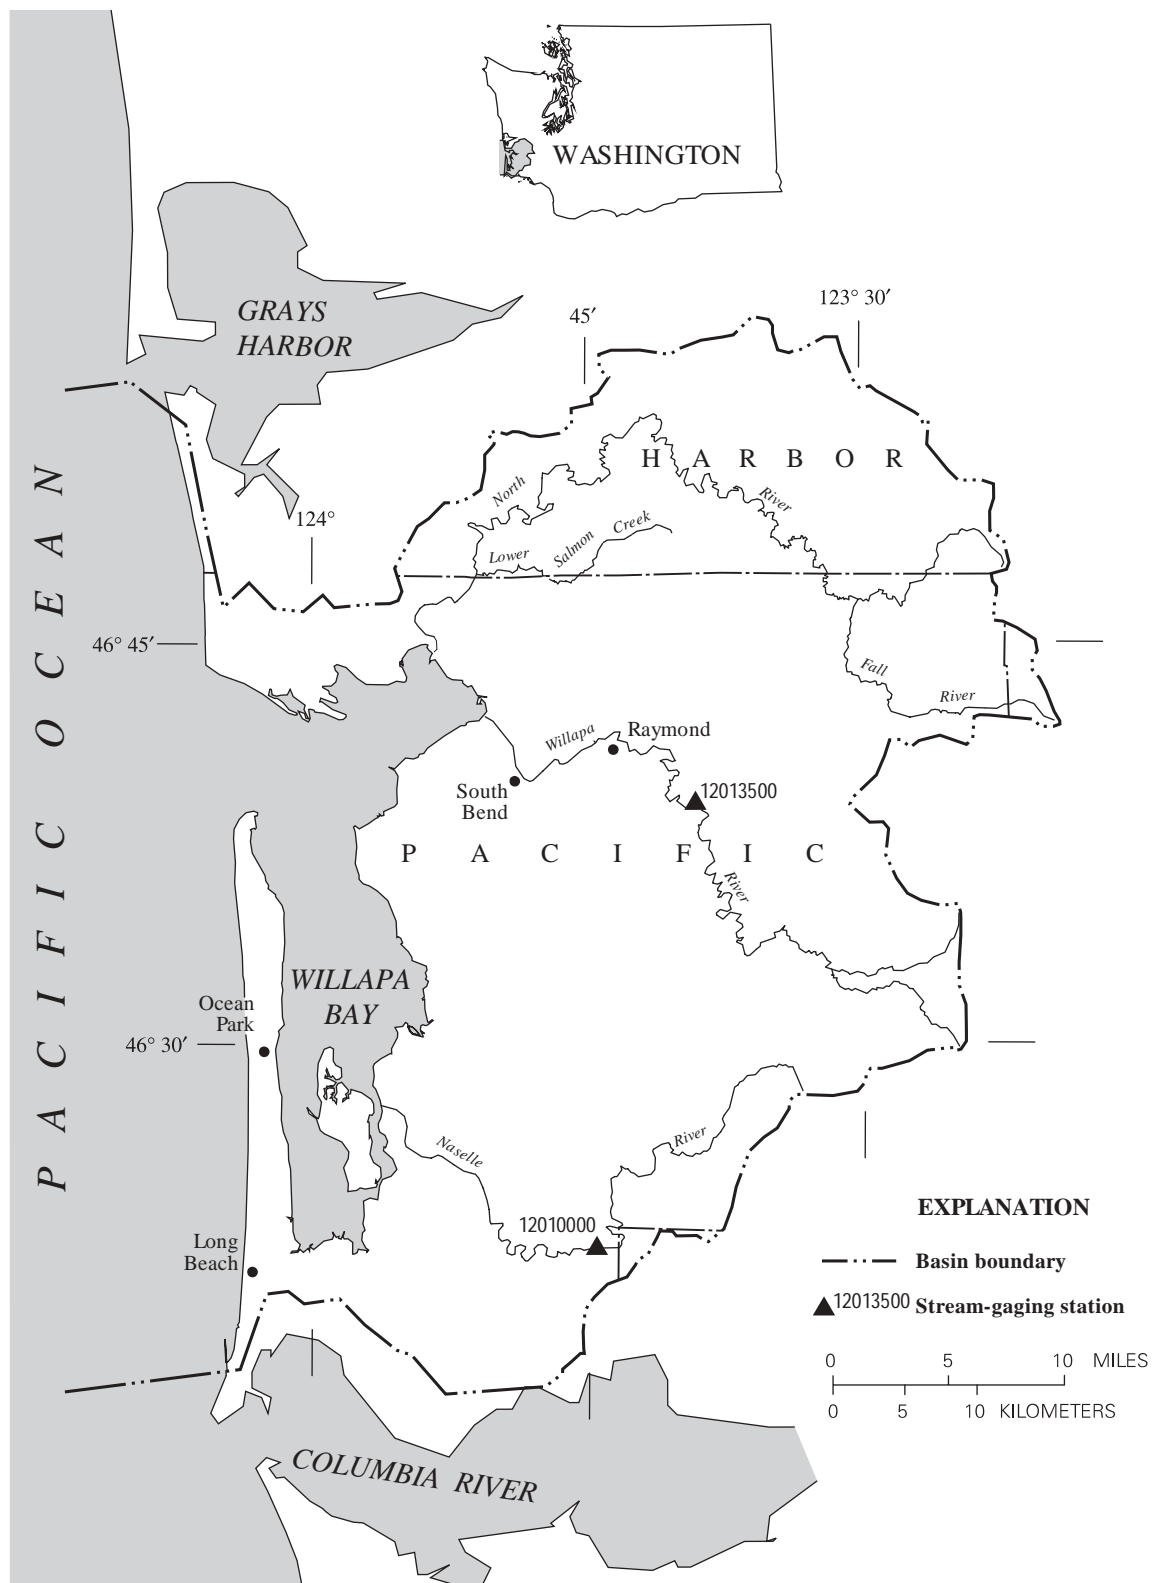 WASHINGTON
GRAYS
HARBOR
123° 30′
45′
H A R B O R
North
River
124°
Lower
Salmon
Creek
46° 45′
Fall
River
Willapa
Raymond
South
Bend
12013500
P A C I F I C
River
PACIFIC OCEAN
WILLAPA
BAY
Ocean
Park
46° 30′
Naselle
River
12010000
Long
Beach
EXPLANATION
Basin boundary
12013500 Stream-gaging station
0 5 10 MILES
0 5 10 KILOMETERS
COLUMBIA RIVER